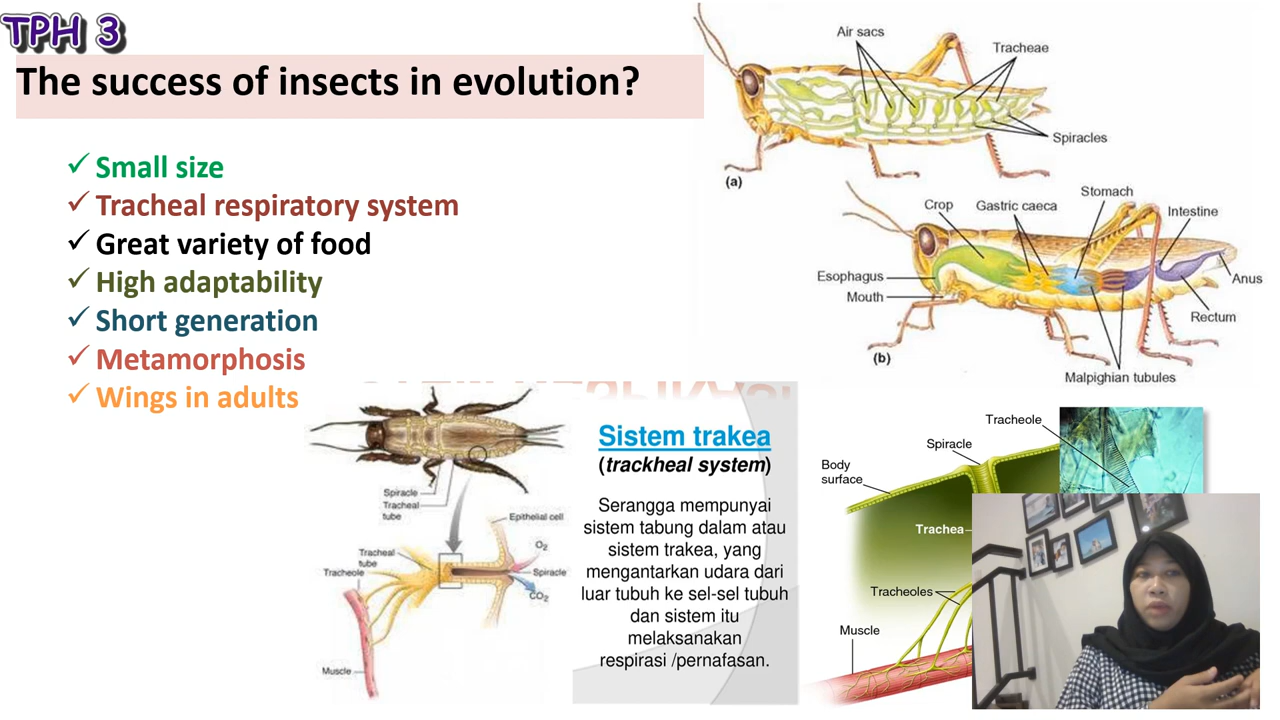 TPH 3
The success of insects in evolution?
✓ Small size
✓ Tracheal respiratory system
✓ Great variety of food
✓ High adaptability
✓ Short generation
✓ Metamorphosis
✓ Wings in adults
Air sacs
Tracheae
Spiracles
(a)
Stomach
Crop
Gastric caeca
Intestine
Esophagus
Mouth
Anus
Rectum
(b)
Malpighian tubules
Spiracle
Tracheal
tube
Epithelial cell
O2
Tracheal
tube
Tracheole
Spiracle
CO2
Muscle
Sistem trakea
(trackheal system)
Serangga mempunyai
sistem tabung dalam atau
sistem trakea, yang
mengantarkan udara dari
luar tubuh ke sel-sel tubuh
dan sistem itu
melaksanakan
respirasi /pernafasan.
Tracheole
Spiracle
Body
surface
Trachea
Tracheoles
Muscle